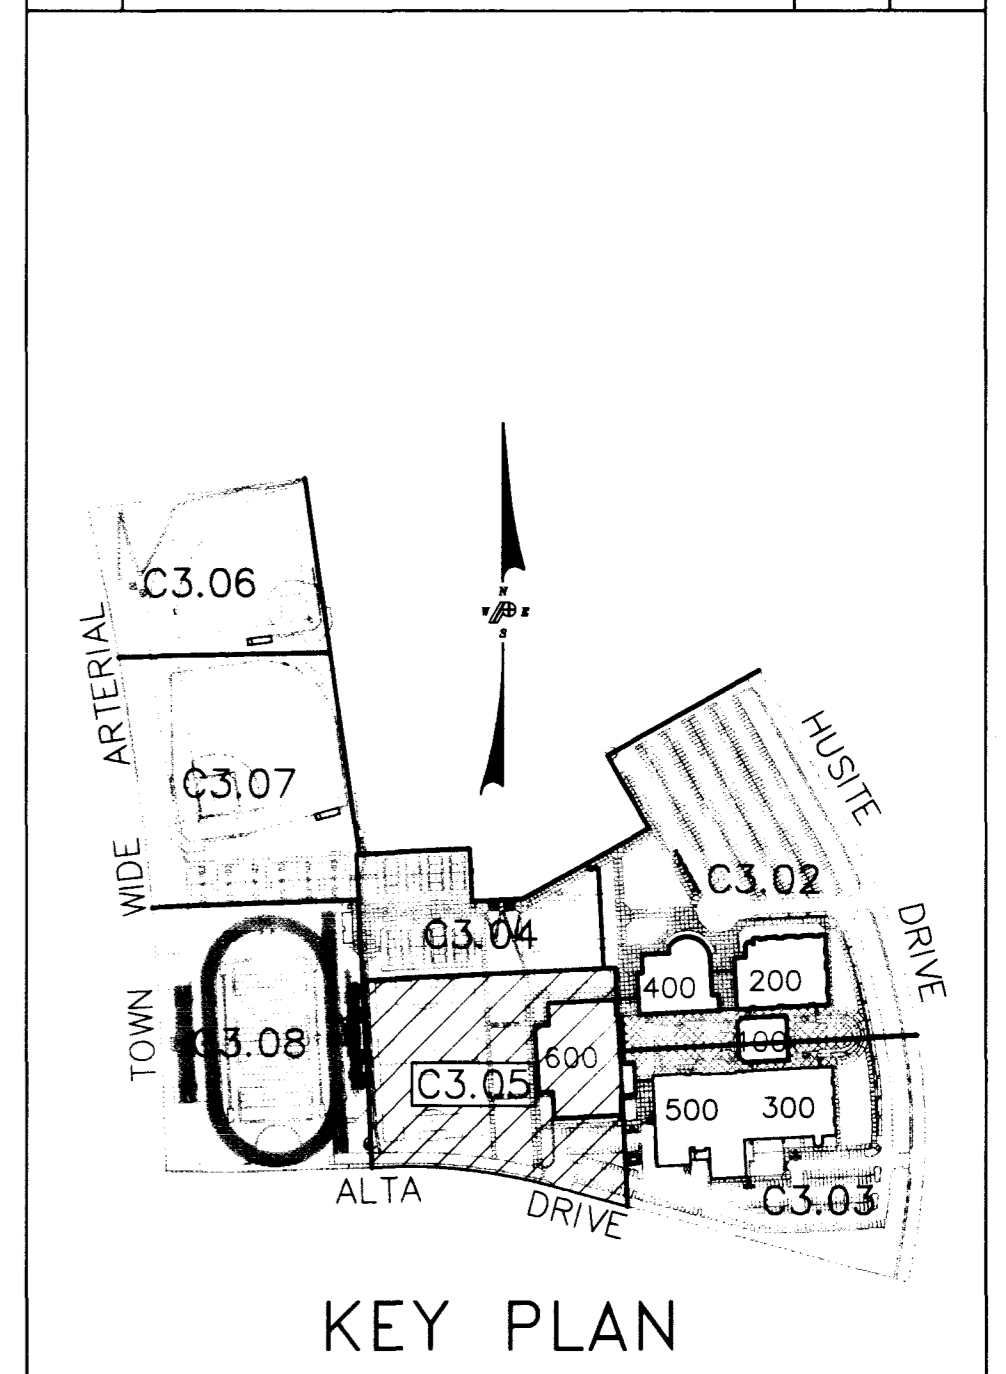 N
W E
S
C3.06
ARTERIAL
C3.07
WIDE
HUSITE
C3.02
DRIVE
C3.04
400
200
TOWN
C3.08
100
600
C3.05
500
300
ALTA
DRIVE
C3.03
KEY PLAN